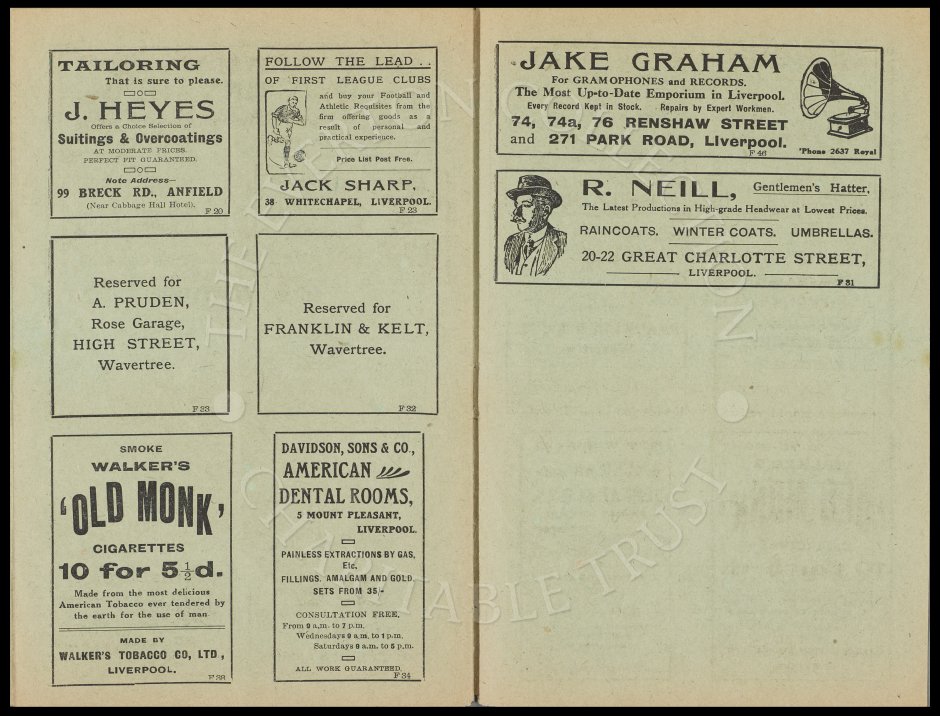 TAILORING
That is sure to please.
J. HEYES
Offers a Choice Selection of
Suitings & Overcoatings
AT MODERATE PRICES.
PERFECT FIT GUARANTEED.
Note Address—
99 BRECK RD., ANFIELD
(Near Cabbage Hall Hotel).
F 20
FOLLOW THE LEAD . .
OF FIRST LEAGUE CLUBS
and buy your Football and
Athletic Requisites from the
firm offering goods as a
result of personal and
practical experience.
Price List Post Free.
JACK SHARP,
38 WHITECHAPEL, LIVERPOOL.
F 23
Reserved for
A. PRUDEN,
Rose Garage,
HIGH STREET,
Wavertree.
F 33
Reserved for
FRANKLIN & KELT,
Wavertree.
F 32
SMOKE
WALKER'S
'OLD MONK'
CIGARETTES
10 for 5½d.
Made from the most delicious
American Tobacco ever tendered by
the earth for the use of man
MADE BY
WALKER'S TOBACCO CO, LTD,
LIVERPOOL.
F 38
DAVIDSON, SONS & CO.,
AMERICAN
DENTAL ROOMS,
5 MOUNT PLEASANT,
LIVERPOOL.
PAINLESS EXTRACTIONS BY GAS,
Etc.
FILLINGS, AMALGAM AND GOLD.
SETS FROM 35/-
CONSULTATION FREE.
From 9 a.m. to 7 p.m.
Wednesdays 9 a.m. to 1 p.m.
Saturdays 9 a.m. to 5 p.m.
ALL WORK GUARANTEED.
F 34
JAKE GRAHAM
For GRAMOPHONES and RECORDS.
The Most Up-to-Date Emporium in Liverpool.
Every Record Kept in Stock. Repairs by Expert Workmen.
74, 74a, 76 RENSHAW STREET
and 271 PARK ROAD, Liverpool.
F 46
'Phone 2637 Royal
R. NEILL, Gentlemen's Hatter,
The Latest Productions in High-grade Headwear at Lowest Prices.
RAINCOATS. WINTER COATS. UMBRELLAS.
20-22 GREAT CHARLOTTE STREET,
LIVERPOOL.
F 31
THE EVERTON COLLECTION
CHARITABLE TRUST